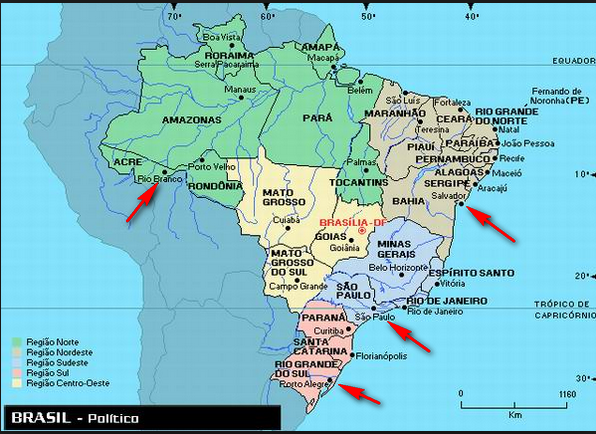 70°
60°
50°
40°
Boa Vista
RORAIMA
Serra Pacaraima
AMAPÁ
Macapá
EQUADOR
Belém
Manaus
AMAZONAS
PARÁ
São Luís
Fortaleza
Fernando de
Noronha(PE)
MARANHÃO
CEARÁ
RIO GRANDE
DO NORTE
Teresina
Natal
PARAÍBA
João Pessoa
PIAUÍ
PERNAMBUCO
Recife
ACRE
Rio Branco
Porto Velho
RONDÔNIA
Palmas
TOCANTINS
ALAGOAS
Maceió
SERGIPE
Aracajú
10°
Salvador
BAHIA
MATO
GROSSO
Cuiabá
BRASÍLIA-DF
GOIAS
Goiânia
MINAS
GERAIS
Belo Horizonte
MATO
GROSSO
DO SUL
Campo Grande
ESPÍRITO SANTO
Vitória
20°
SÃO
PAULO
São Paulo
RIO DE JANEIRO
Rio de Janeiro
TRÓPICO DE
CAPRICÓRNIO
PARANÁ
Curitiba
SANTA
CATARINA
Florianópolis
RIO GRANDE
DO SUL
Porto Alegre
30°
Região Norte
Região Nordeste
Região Sudeste
Região Sul
Região Centro-Oeste
0
1160
Km
BRASIL - Político